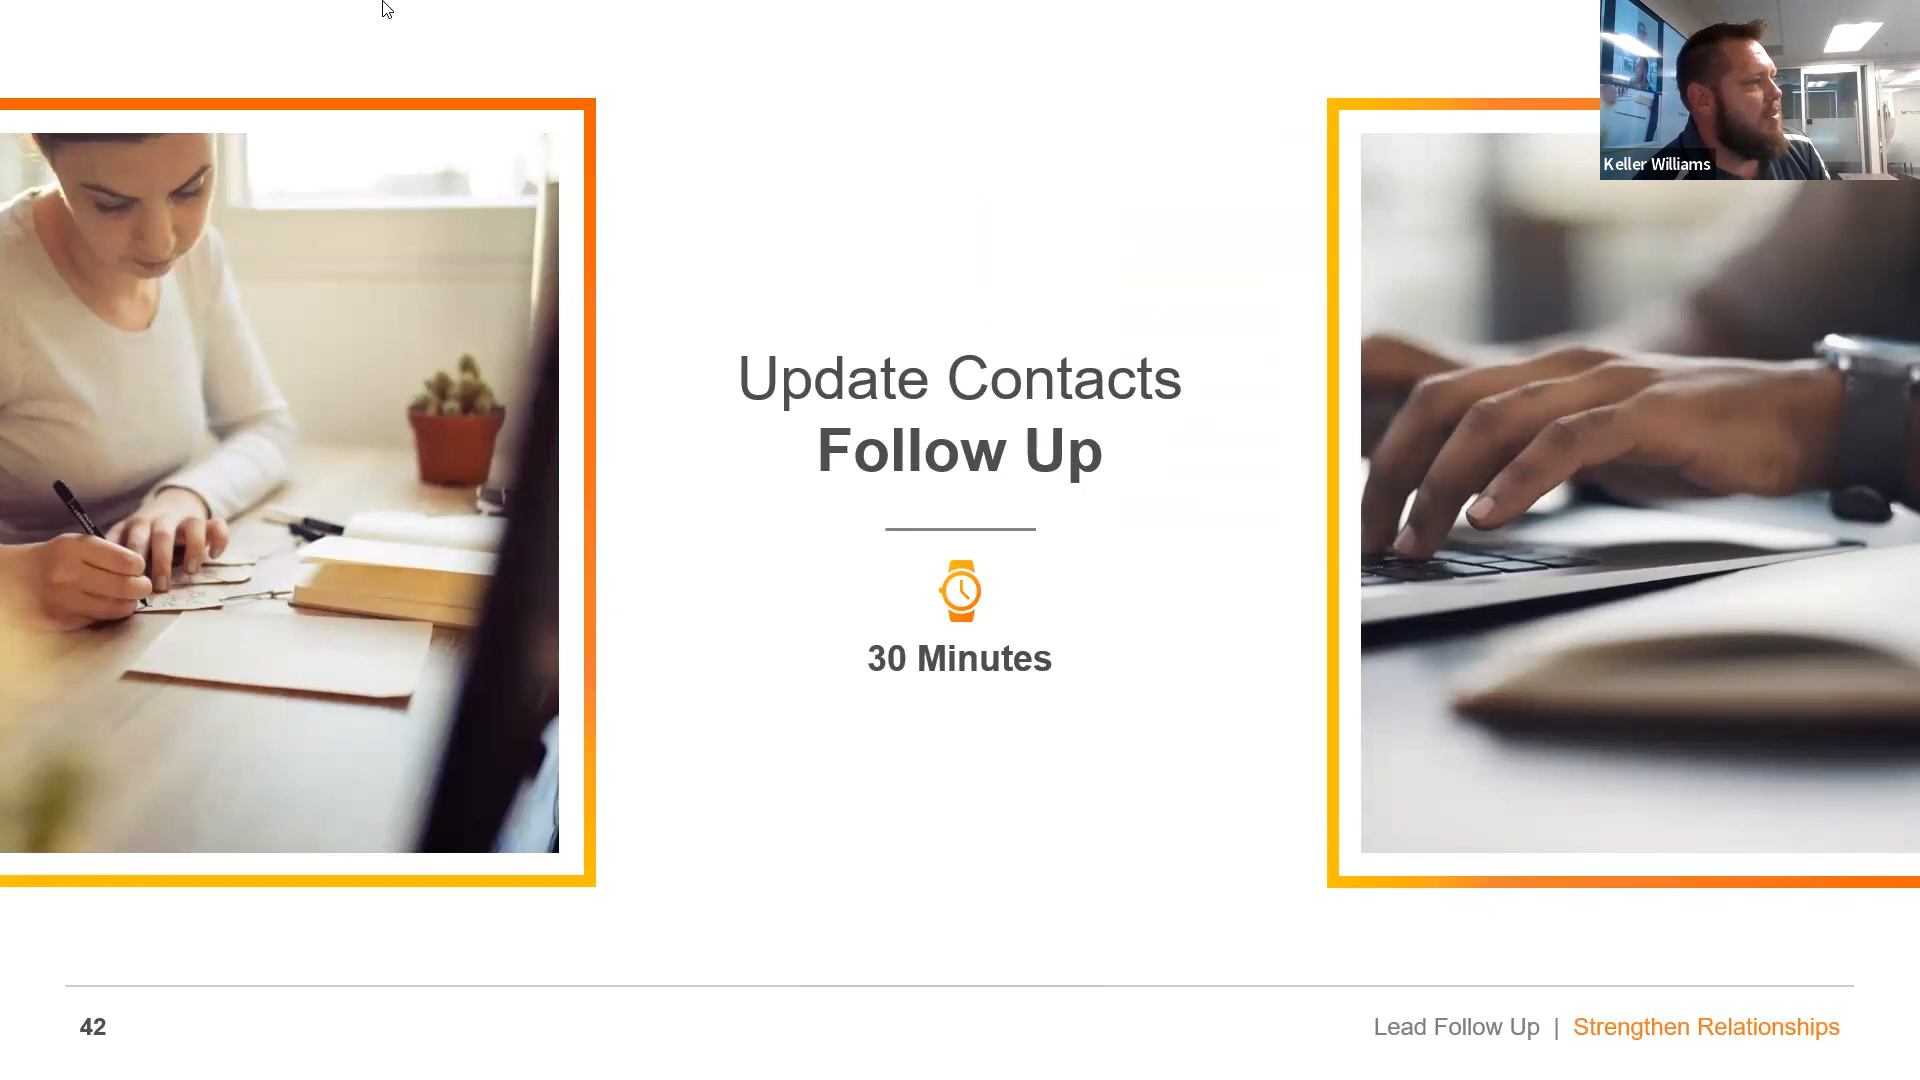 Keller Williams
Update Contacts
Follow Up
30 Minutes
42
Lead Follow Up | Strengthen Relationships